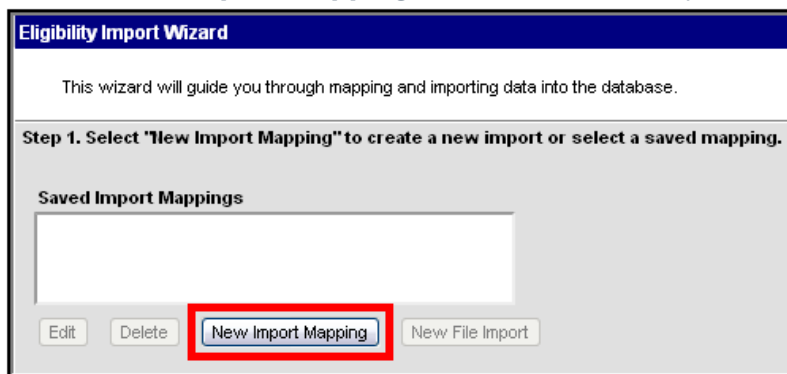 Eligibility Import Wizard
This wizard will guide you through mapping and importing data into the database.
Step 1. Select "New Import Mapping" to create a new import or select a saved mapping.
Saved Import Mappings
Edit Delete New Import Mapping New File Import